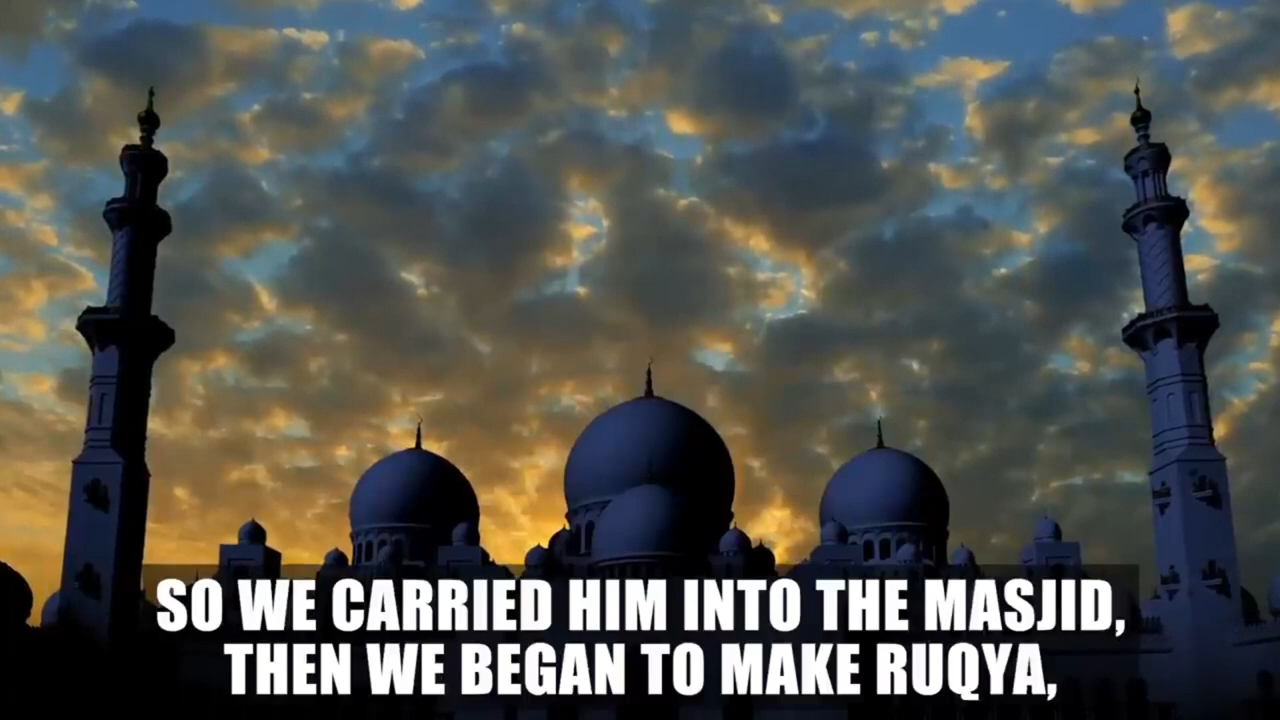 SO WE CARRIED HIM INTO THE MASJID,
THEN WE BEGAN TO MAKE RUQYA,